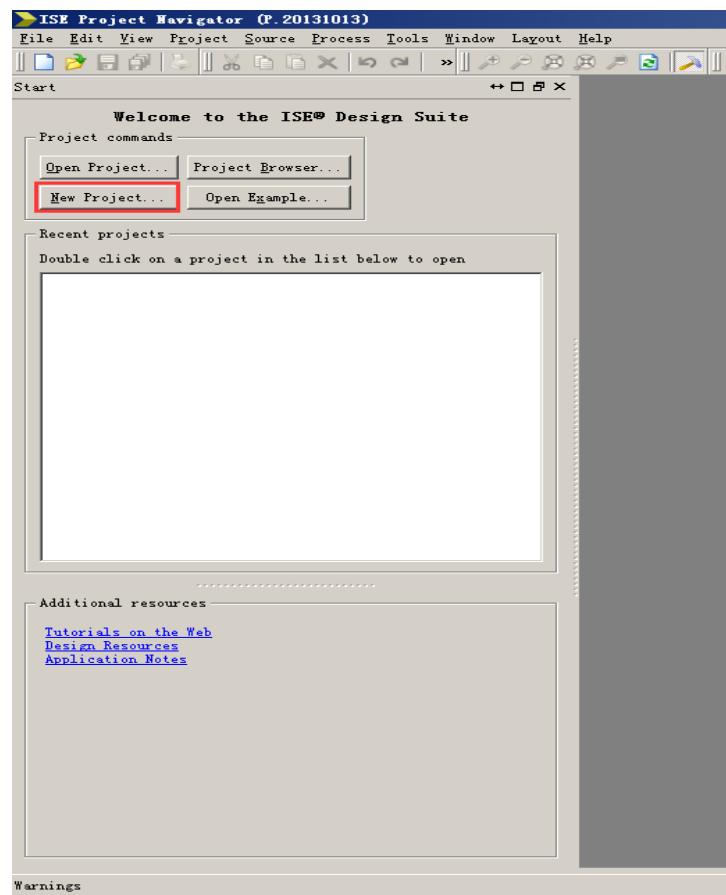 ISE Project Navigator (P.20131013)
File Edit View Project Source Process Tools Window Layout Help
»
Start
Welcome to the ISE® Design Suite
Project commands
Open Project... Project Browser...
New Project... Open Example...
Recent projects
Double click on a project in the list below to open
Additional resources
Tutorials on the Web
Design Resources
Application Notes
Warnings